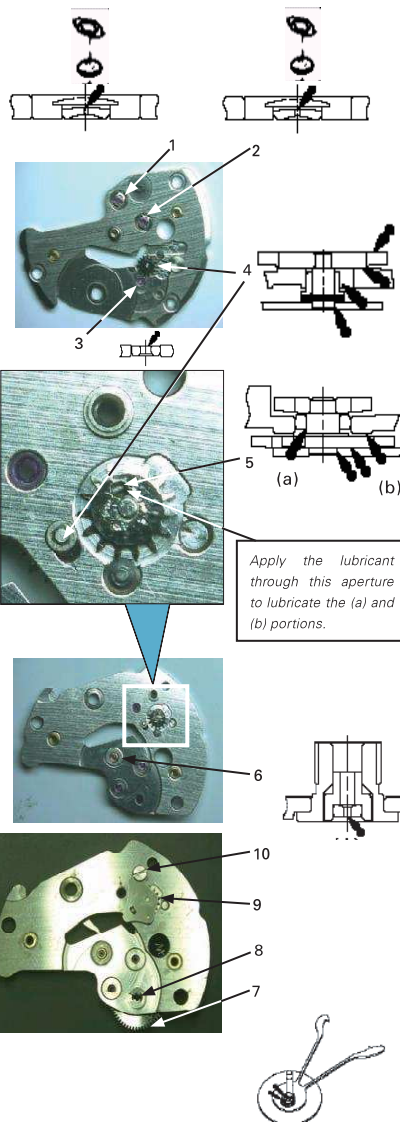 1
2
4
3
5
(a)
(b)
Apply the lubricant
through this aperture
to lubricate the (a) and
(b) portions.
6
10
9
8
7